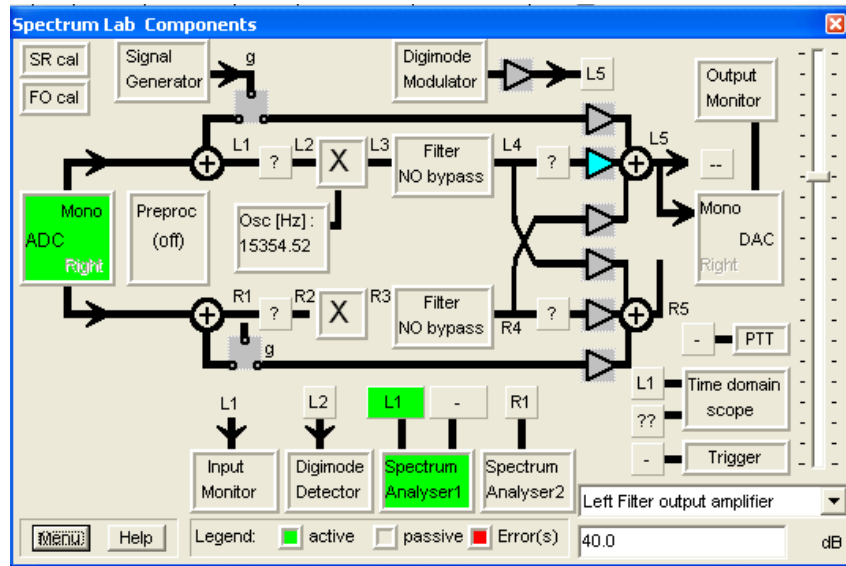 Spectrum Lab Components
SR cal
FO cal
Signal
Generator
g
Digimode
Modulator
L5
Output
Monitor
L1
?
L2
X
L3
Filter
NO bypass
L4
?
L5
--
Mono
ADC
Right
Preproc
(off)
Osc [Hz] :
15354.52
Mono
DAC
Right
R1
?
R2
X
R3
Filter
NO bypass
R4
?
R5
g
-
PTT
L1
??
Time domain
scope
-
Trigger
L1
Input
Monitor
L2
Digimode
Detector
L1
-
Spectrum
Analyser1
R1
Spectrum
Analyser2
Left Filter output amplifier
40.0
dB
Menu
Help
Legend:
active
passive
Error(s)